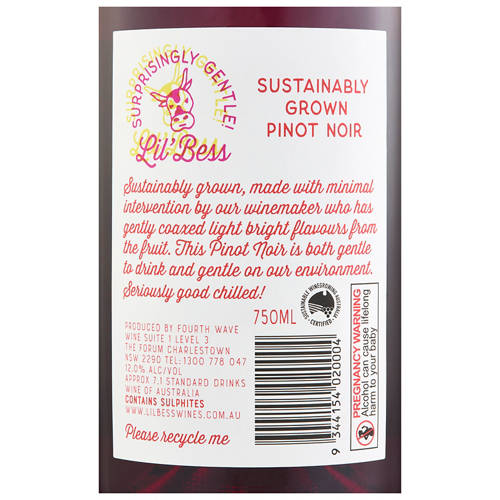 SURPRISINGLY GENTLE!
Lil'Bess
SUSTAINABLY
GROWN
PINOT NOIR
Sustainably grown, made with minimal
intervention by our winemaker who has
gently coaxed light bright flavours from
the fruit. This Pinot Noir is both gentle
to drink and gentle on our environment.
Seriously good chilled!
750ML
SUSTAINABLE WINEGROWING AUSTRALIA
CERTIFIED
PRODUCED BY FOURTH WAVE
WINE SUITE 1 LEVEL 3
THE FORUM CHARLESTOWN
NSW 2290 TEL:1300 778 047
12.0% ALC/VOL
APPROX 7.1 STANDARD DRINKS
WINE OF AUSTRALIA
CONTAINS SULPHITES
WWW.LILBESSWINES.COM.AU
Please recycle me
9 344154 020004
PREGNANCY WARNING
Alcohol can cause lifelong
harm to your baby